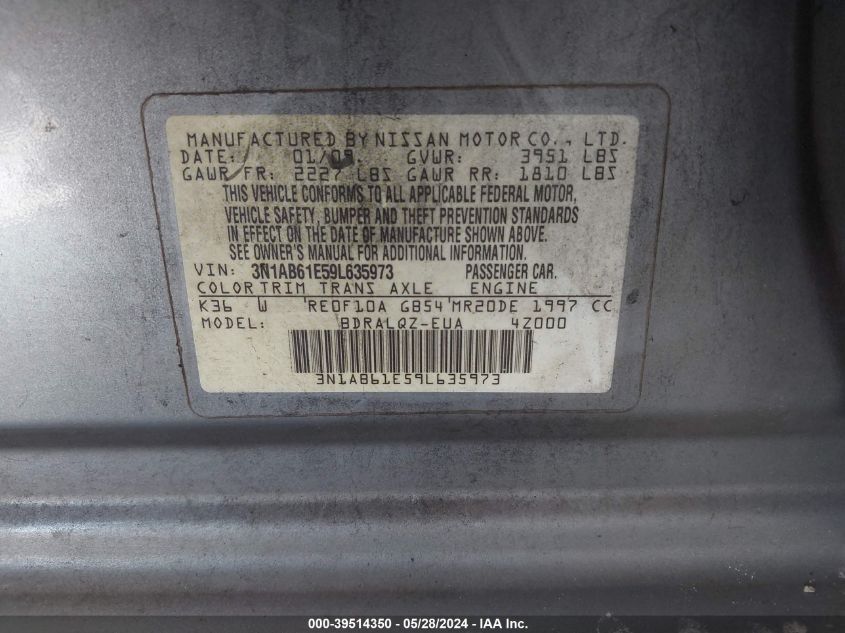 MANUFACTURED BY NISSAN MOTOR CO., LTD.
DATE: 01/09. GVWR: 3951 LBS
GAWR FR: 2227 LBS GAWR RR: 1810 LBS
THIS VEHICLE CONFORMS TO ALL APPLICABLE FEDERAL MOTOR,
VEHICLE SAFETY, BUMPER AND THEFT PREVENTION STANDARDS
IN EFFECT ON THE DATE OF MANUFACTURE SHOWN ABOVE.
SEE OWNER'S MANUAL FOR ADDITIONAL INFORMATION.
VIN: 3N1AB61E59L635973 PASSENGER CAR.
COLOR TRIM TRANS AXLE ENGINE
K36 W RE0F10A GB54 MR20DE 1997 CC
MODEL: BDRALQZ-EUA 4Z000
3N1AB61E59L635973
000-39514350 - 05/28/2024 - IAA Inc.